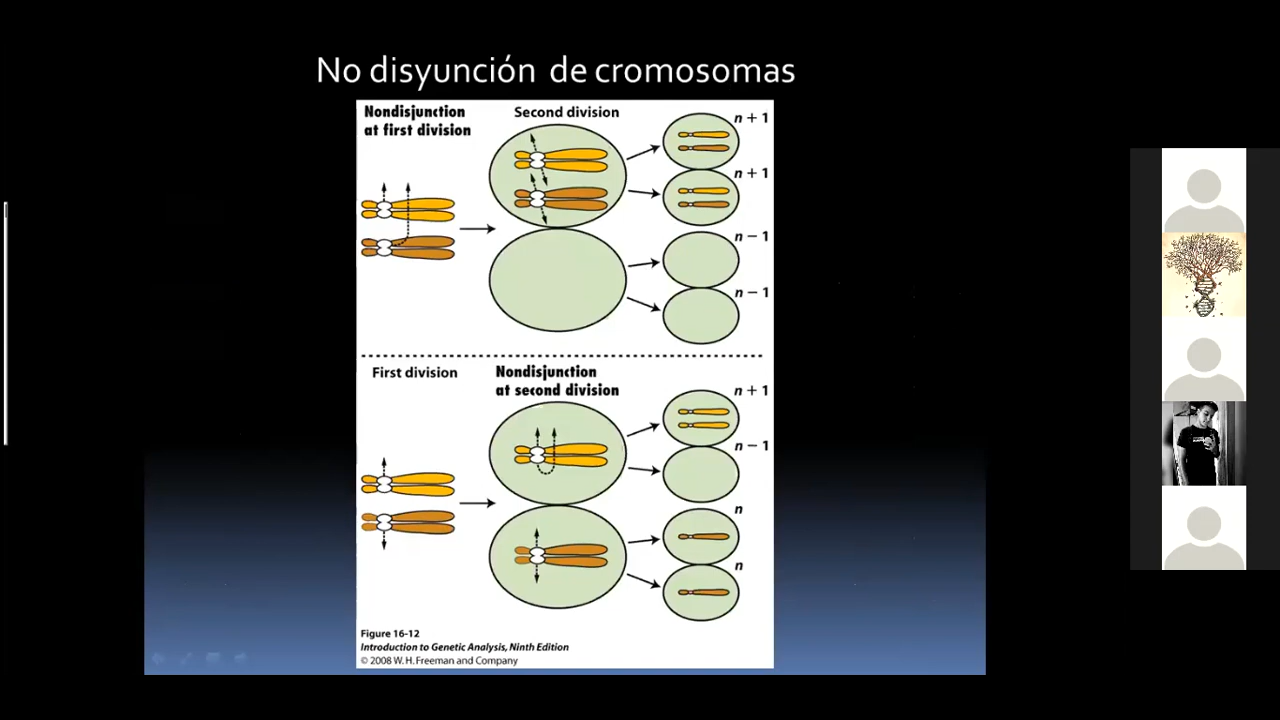 No disyunción de cromosomas
Nondisjunction
at first division
Second division
n + 1
n + 1
n − 1
n − 1
First division
Nondisjunction
at second division
n + 1
n − 1
n
n
Figure 16-12
Introduction to Genetic Analysis, Ninth Edition
© 2008 W. H. Freeman and Company